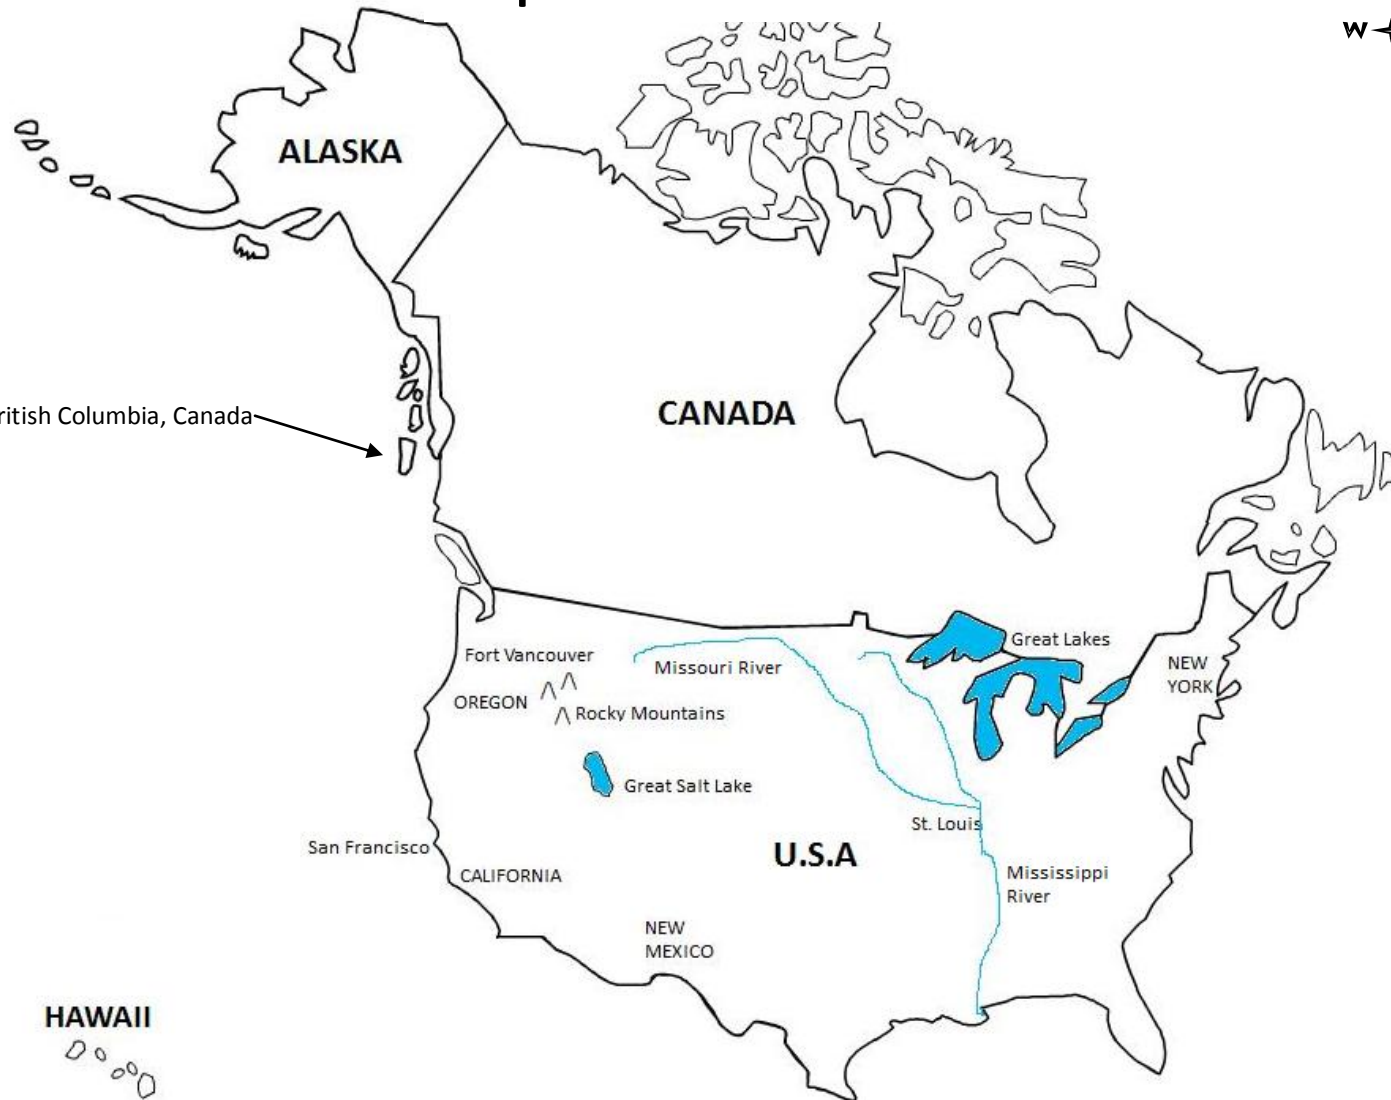 W
ALASKA
ritish Columbia, Canada
CANADA
Great Lakes
Fort Vancouver
Missouri River
NEW
YORK
OREGON
Rocky Mountains
Great Salt Lake
St. Louis
San Francisco
U.S.A
CALIFORNIA
Mississippi
River
NEW
MEXICO
HAWAII